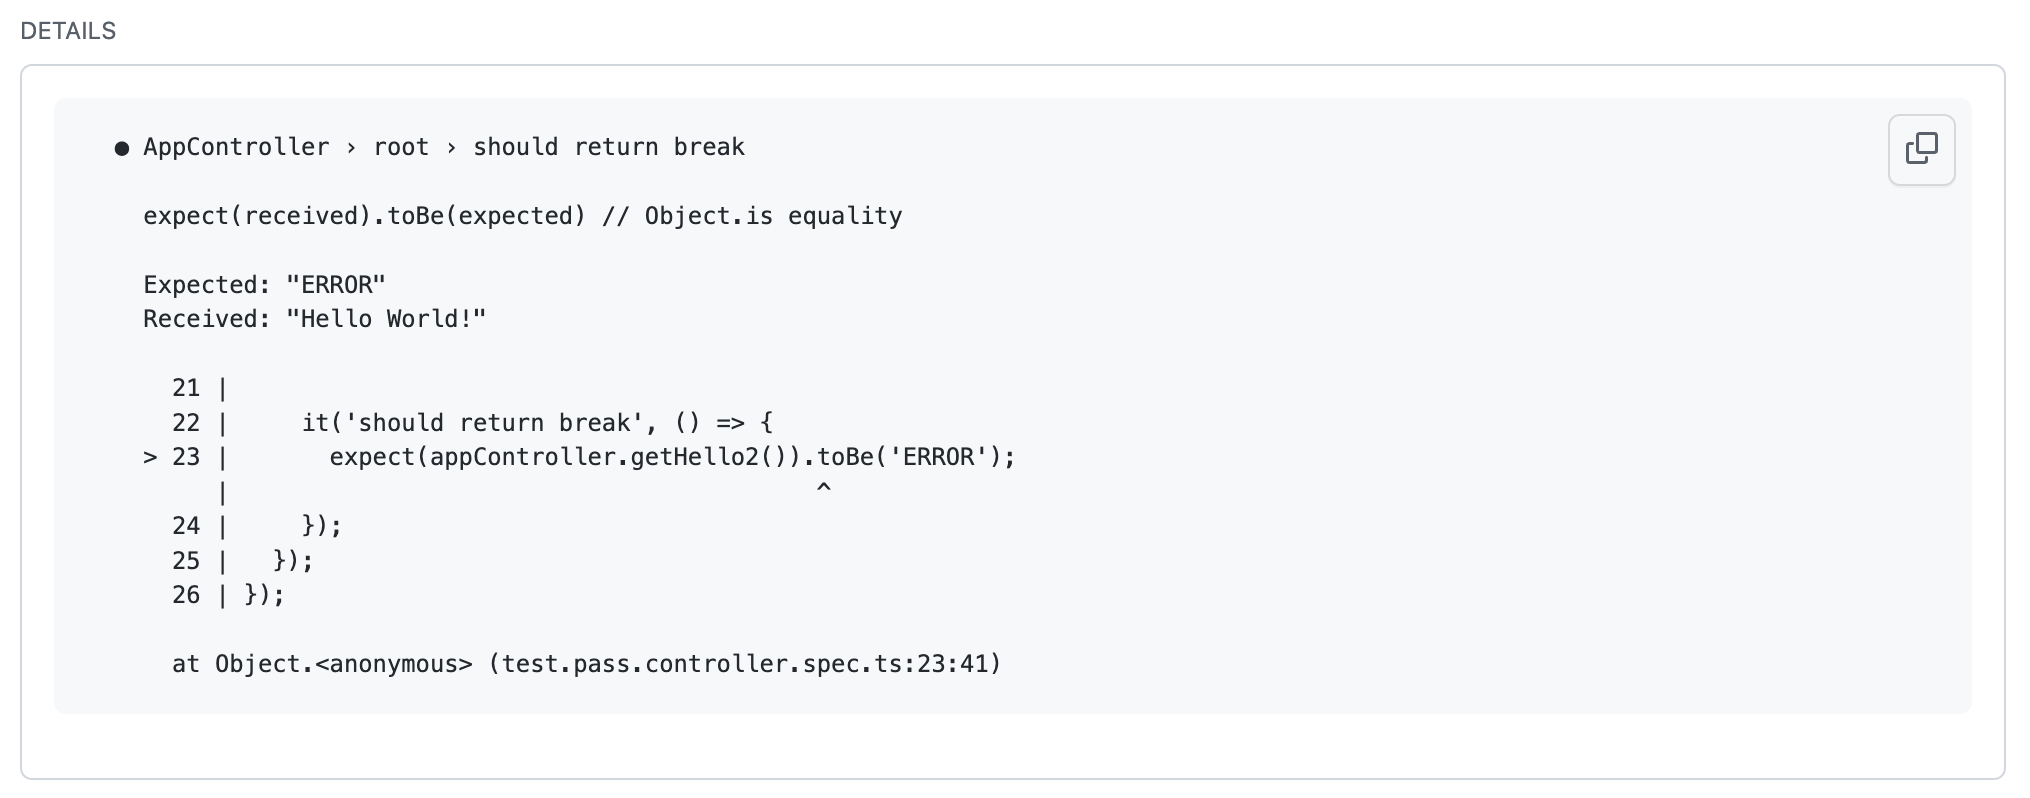 DETAILS
● AppController › root › should return break
expect(received).toBe(expected) // Object.is equality
Expected: "ERROR"
Received: "Hello World!"
  21 |
  22 |     it('should return break', () => {
> 23 |       expect(appController.getHello2()).toBe('ERROR');
     |                                         ^
  24 |     });
  25 |   });
  26 | });
  at Object.<anonymous> (test.pass.controller.spec.ts:23:41)